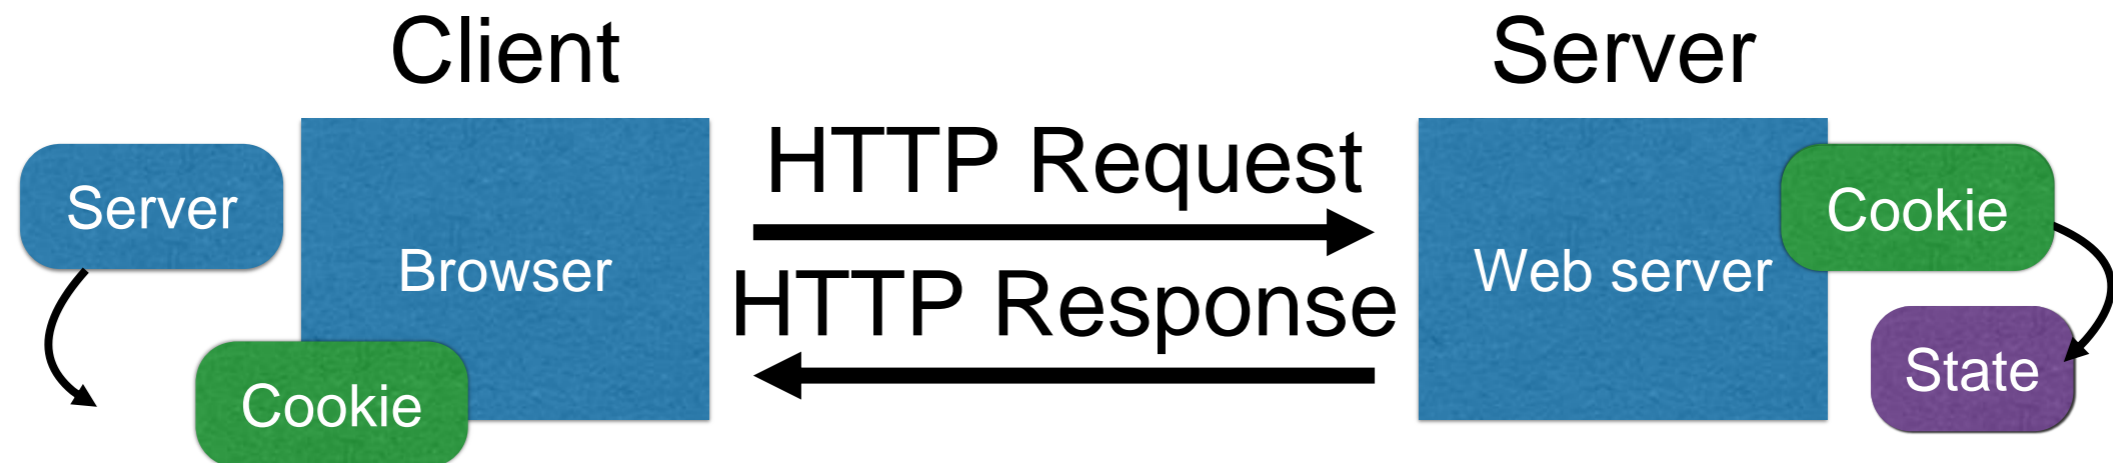 Client
Server
HTTP Request
Server
Cookie
Browser
Web server
HTTP Response
State
Cookie